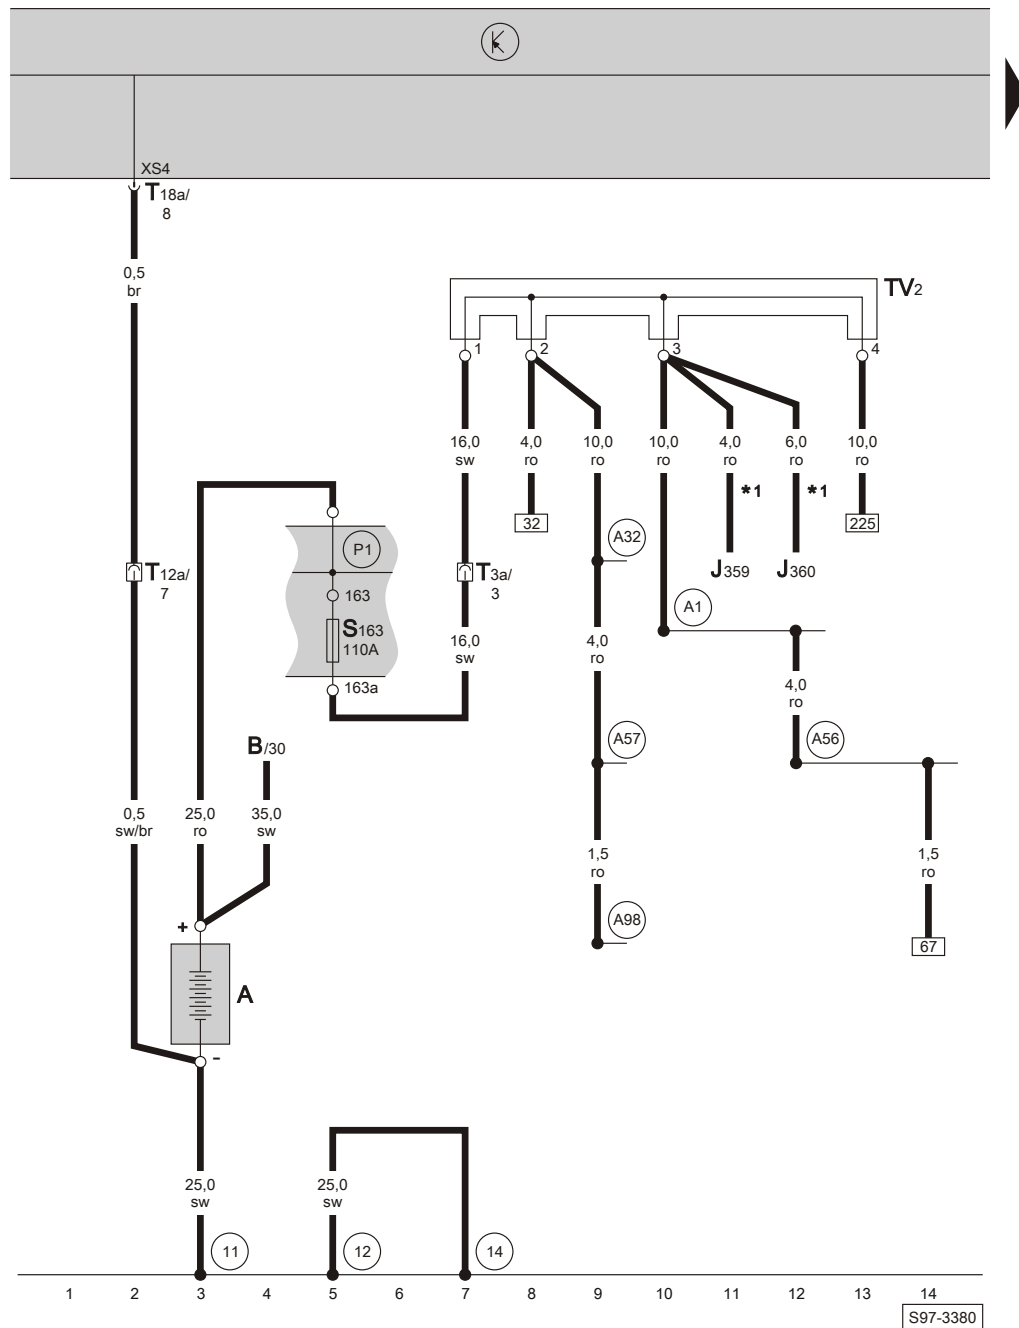 XS4
T18a/
8
0,5
br
TV2
1
2
3
4
16,0
sw
4,0
ro
10,0
ro
10,0
ro
4,0
ro
6,0
ro
10,0
ro
*1
*1
32
225
A32
P1
J359
J360
T12a/
7
T3a/
3
163
A1
S163
110A
16,0
sw
4,0
ro
163a
4,0
ro
B/30
A57
A56
0,5
sw/br
25,0
ro
35,0
sw
1,5
ro
1,5
ro
+
A98
67
A
-
25,0
sw
25,0
sw
11
12
14
1 2 3 4 5 6 7 8 9 10 11 12 13 14
S97-3380